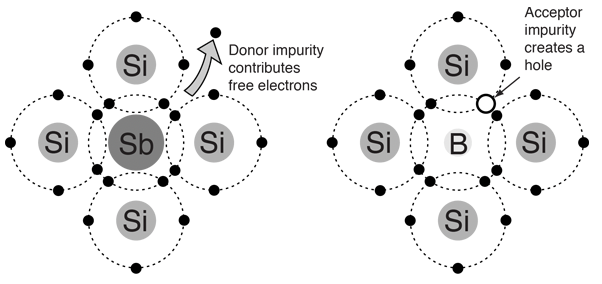 Si
Donor impurity
contributes
free electrons
Si
Sb
Si
Si
Acceptor
impurity
creates a
hole
Si
Si
B
Si
Si